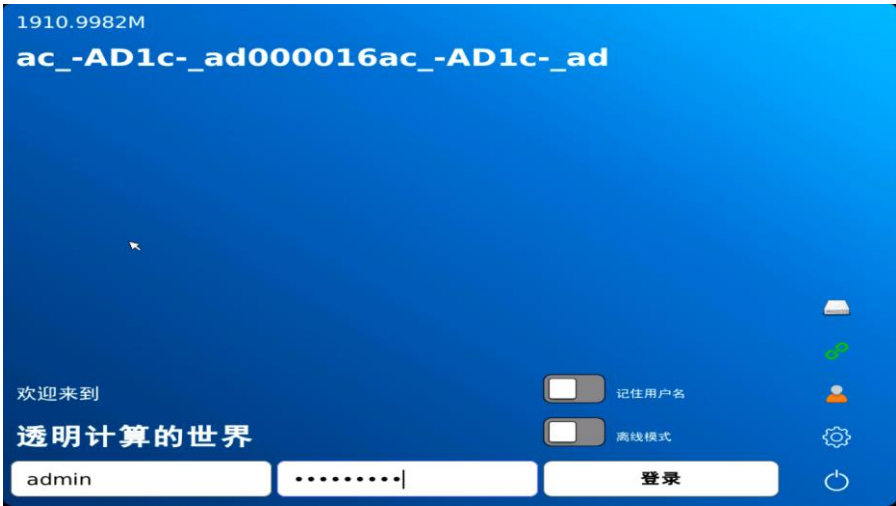 1910.9982M
ac_-AD1c-_ad000016ac_-AD1c-_ad
欢迎来到
记住用户名
透明计算的世界
离线模式
admin
•••••••••
登录